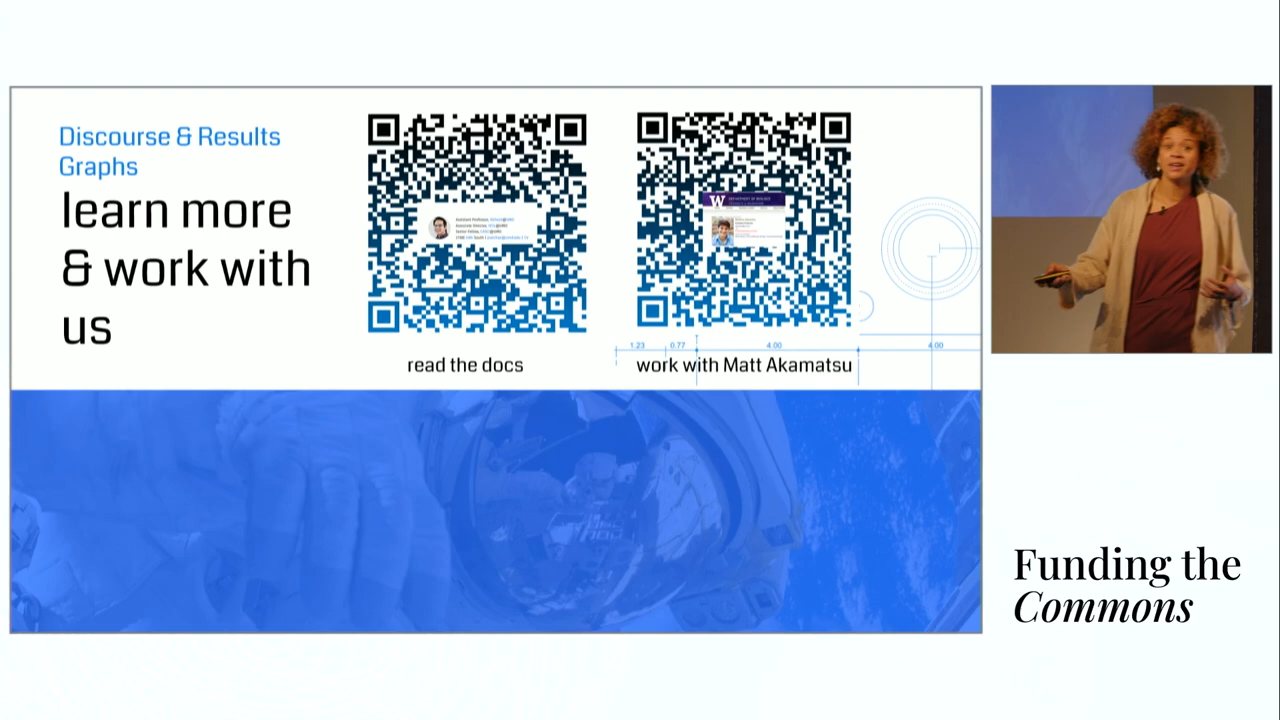 Discourse & Results
Graphs
learn more
& work with
us
W
read the docs
1.23 0.77 4.00 4.00
work with Matt Akamatsu
Funding the
Commons